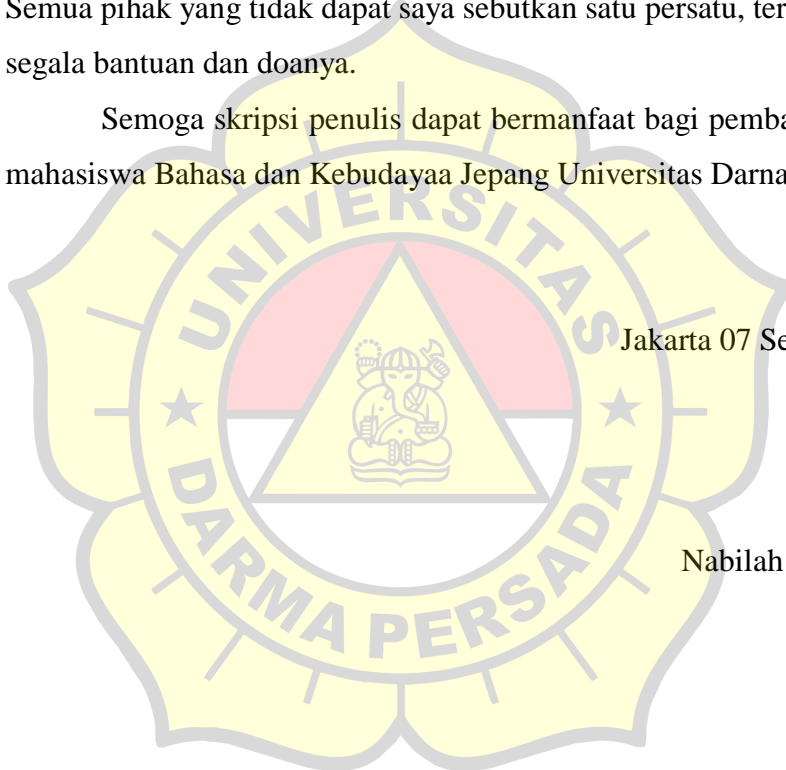 Semua pihak yang tidak dapat saya sebutkan satu persatu, ter
segala bantuan dan doanya.
Semoga skripsi penulis dapat bermanfaat bagi pemba
mahasiswa Bahasa dan Kebudayaa Jepang Universitas Darna
UNIVERSITAS
Jakarta 07 Se
DARMA PERSADA
Nabilah